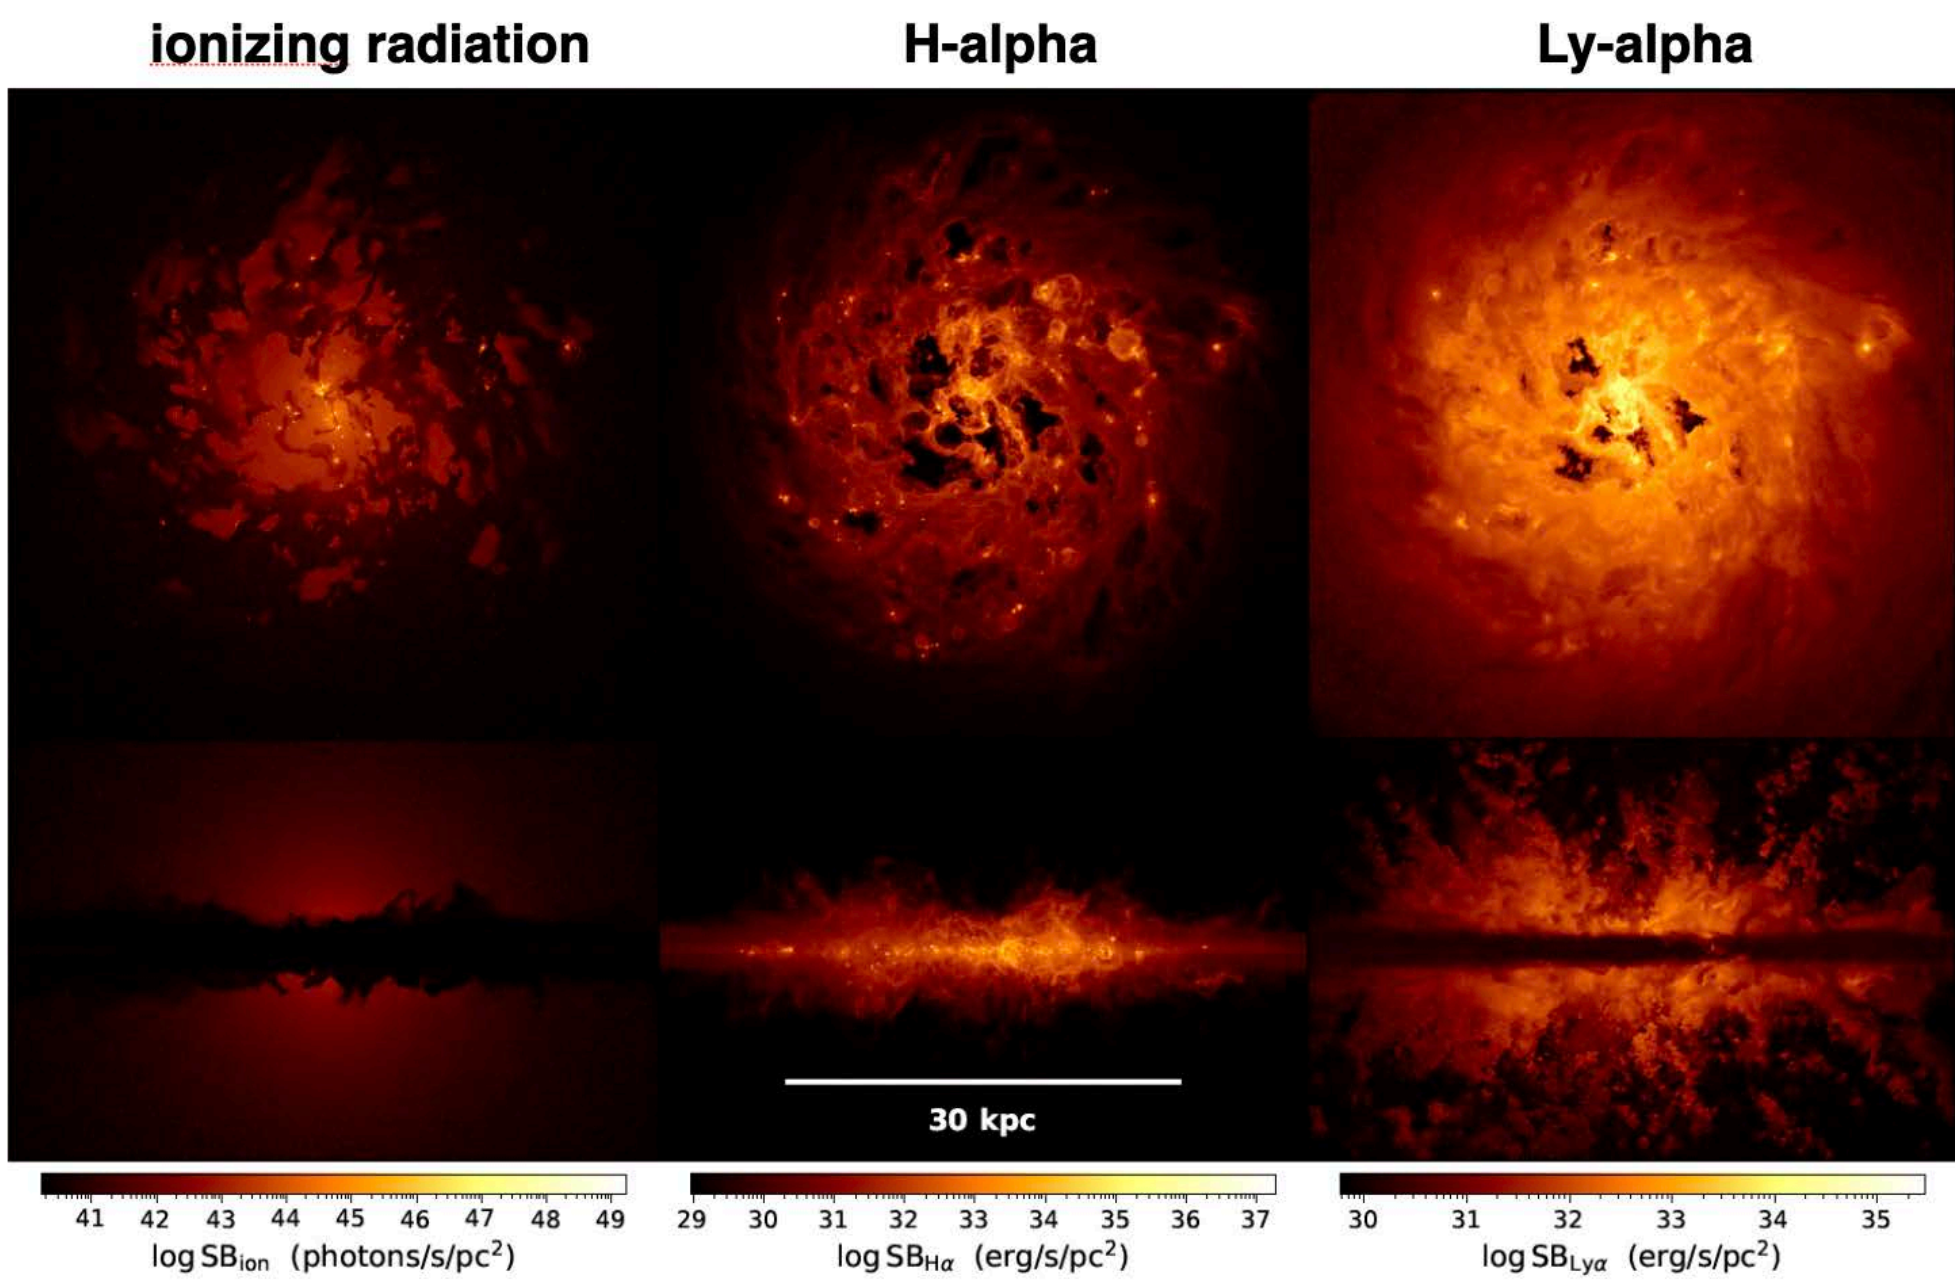 ionizing radiation
H-alpha
Ly-alpha
30 kpc
41 42 43 44 45 46 47 48 49
log SB_ion (photons/s/pc²)
29 30 31 32 33 34 35 36 37
log SB_Hα (erg/s/pc²)
30 31 32 33 34 35
log SB_Lyα (erg/s/pc²)